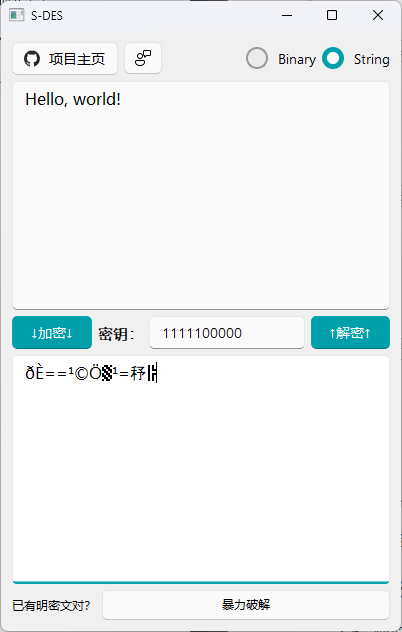 S-DES
项目主页
Binary
String
Hello, world!
↓加密↓
密钥：
1111100000
↑解密↑
ðÈ==¹©Ö▓¹=秄╠
已有明密文对？
暴力破解